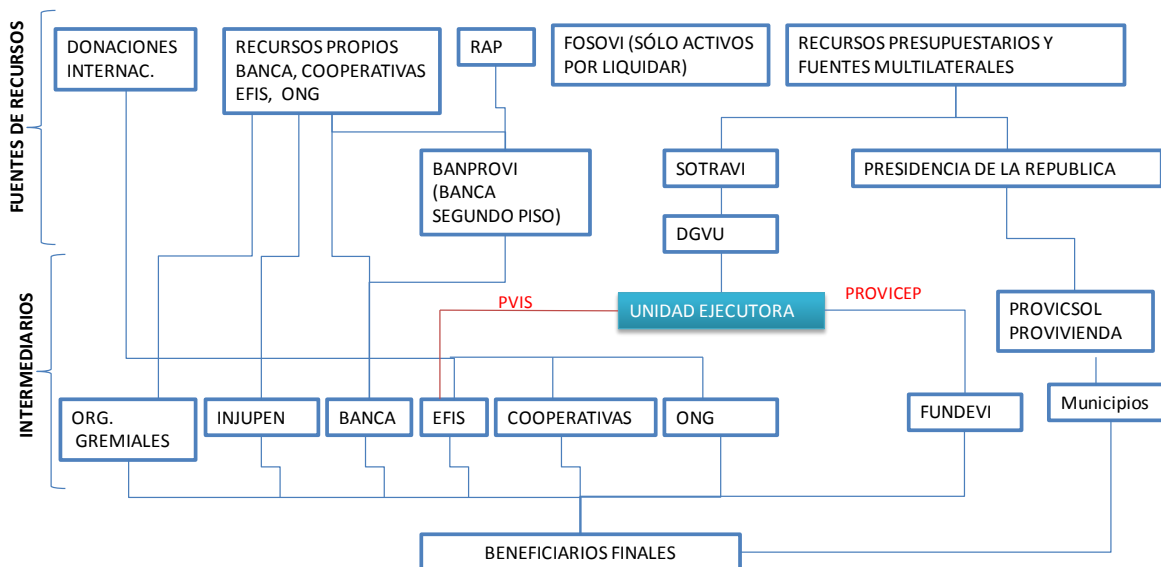 FUENTES DE RECURSOS
DONACIONES
INTERNAC.
RECURSOS PROPIOS
BANCA, COOPERATIVAS
EFIS, ONG
RAP
FOSOVI (SÓLO ACTIVOS
POR LIQUIDAR)
RECURSOS PRESUPUESTARIOS Y
FUENTES MULTILATERALES
BANPROVI
(BANCA
SEGUNDO PISO)
SOTRAVI
PRESIDENCIA DE LA REPUBLICA
DGVU
INTERMEDIARIOS
PVIS
UNIDAD EJECUTORA
PROVICEP
PROVICSOL
PROVIVIENDA
ORG.
GREMIALES
INJUPEN
BANCA
EFIS
COOPERATIVAS
ONG
FUNDEVI
Municipios
BENEFICIARIOS FINALES